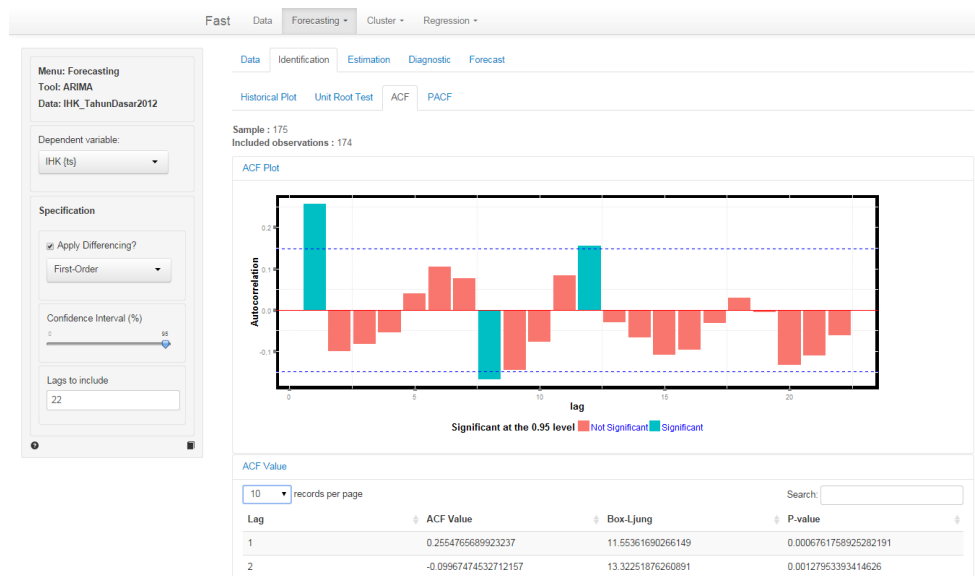 Fast Data Forecasting Cluster Regression
Menu: Forecasting
Tool: ARIMA
Data: IHK_TahunDasar2012
Dependent variable:
IHK {ts}
Specification
Apply Differencing?
First-Order
Confidence Interval (%)
0 95
Lags to include
22
Data Identification Estimation Diagnostic Forecast
Historical Plot Unit Root Test ACF PACF
Sample : 175
Included observations : 174
ACF Plot
Autocorrelation
0.2
0.1
0.0
-0.1
0 5 10 15 20
lag
Significant at the 0.95 level Not Significant Significant
ACF Value
10 records per page Search:
Lag ACF Value Box-Ljung P-value
1 0.2554765689923237 11.55361690266149 0.0006761758925282191
2 -0.09967474532712157 13.32251876260891 0.00127953393414626